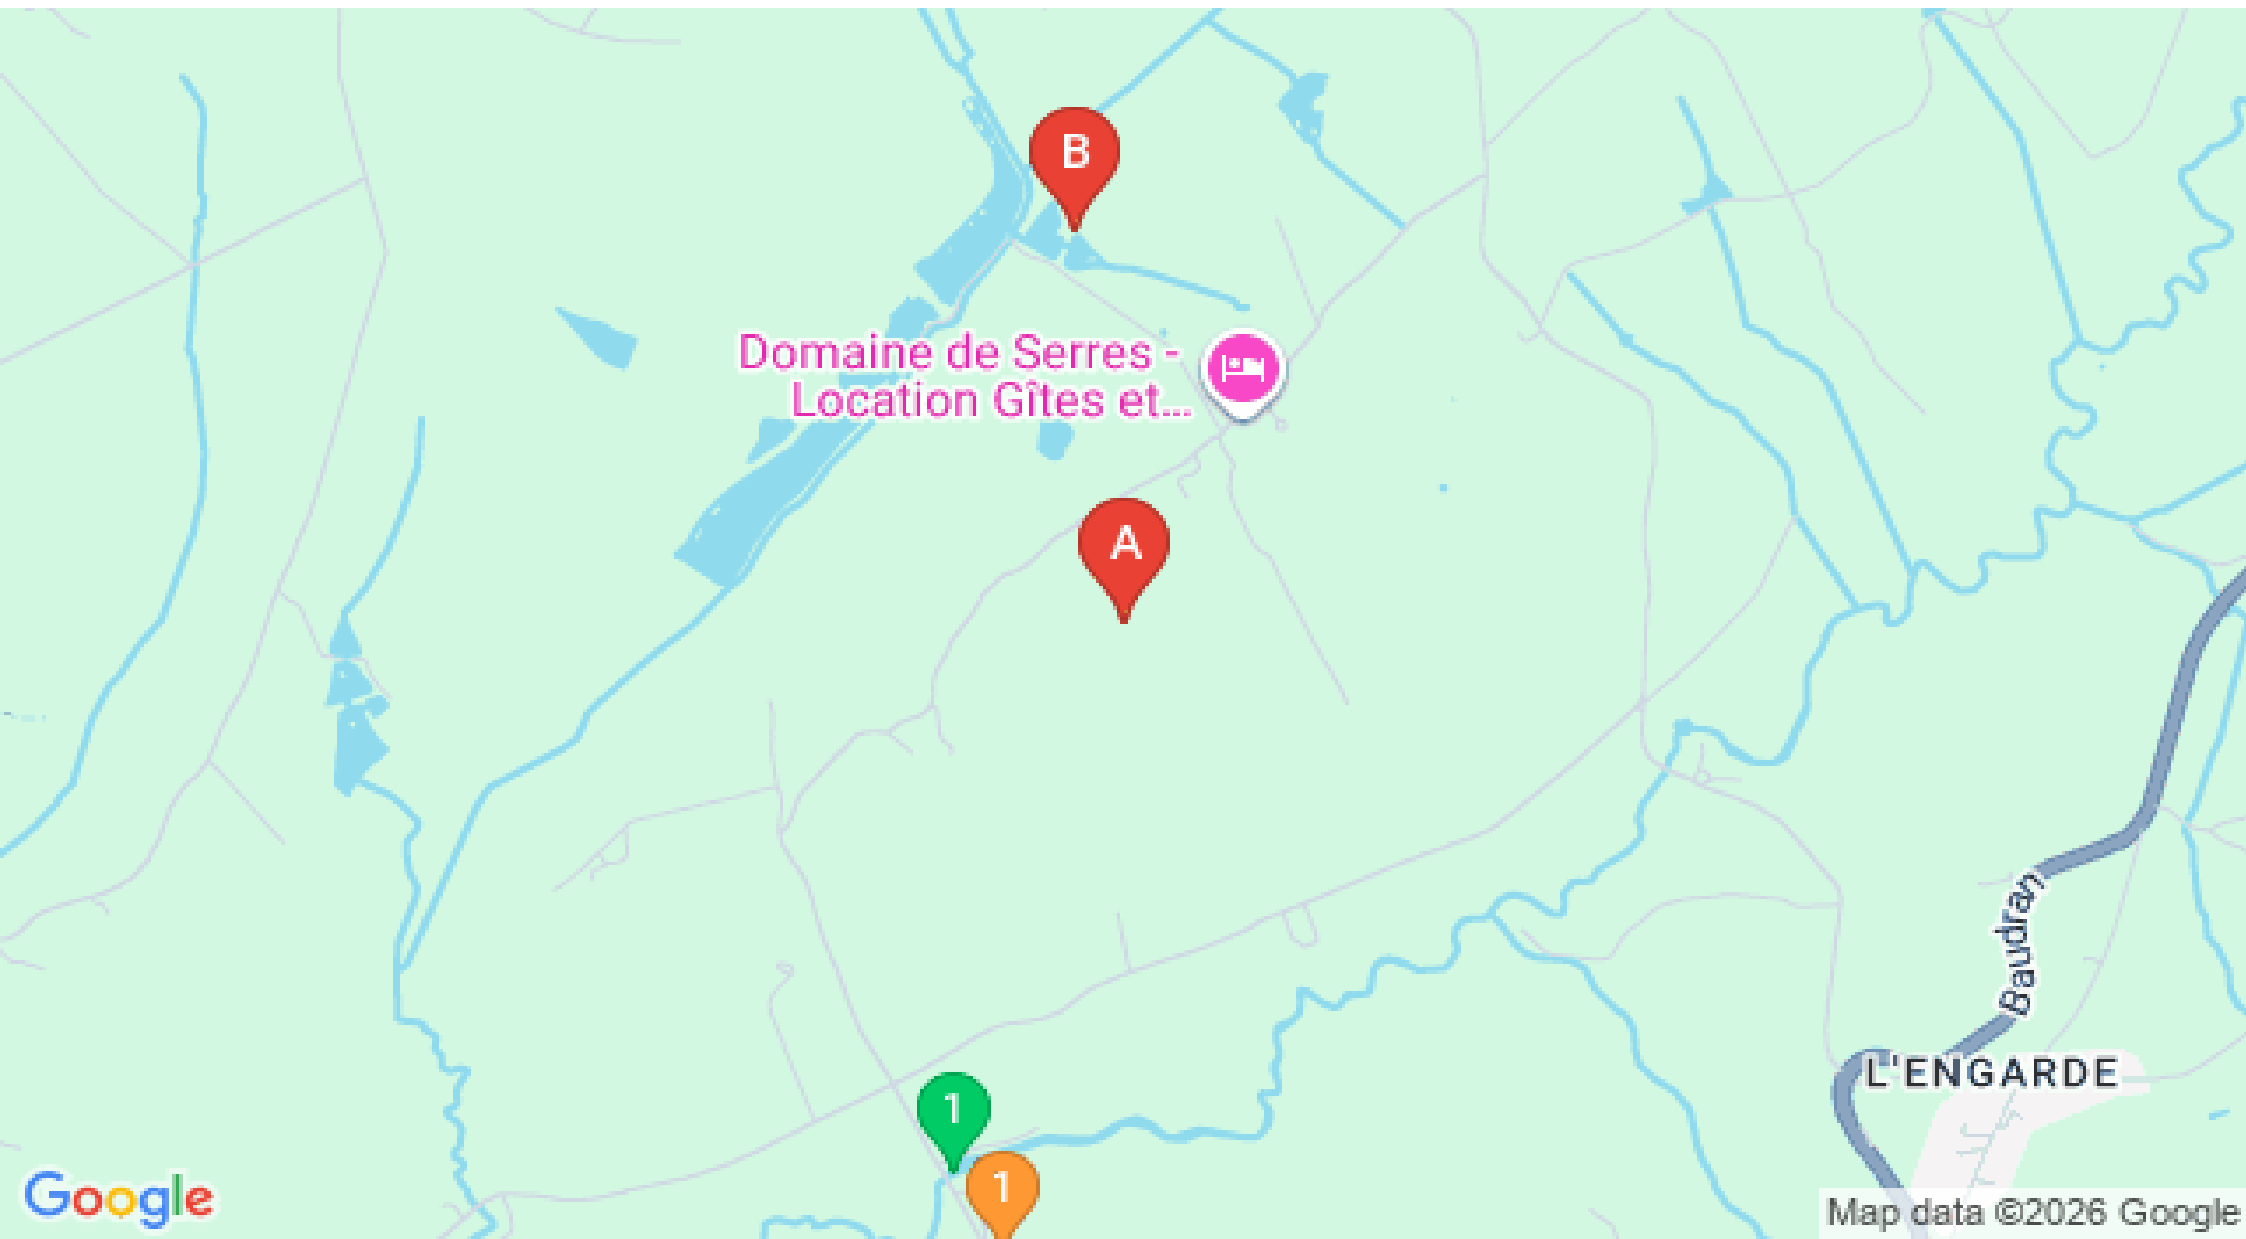 B
Domaine de Serres -
Location Gîtes et...
A
Baudran
L'ENGARDE
1
1
Google
Map data ©2026 Google